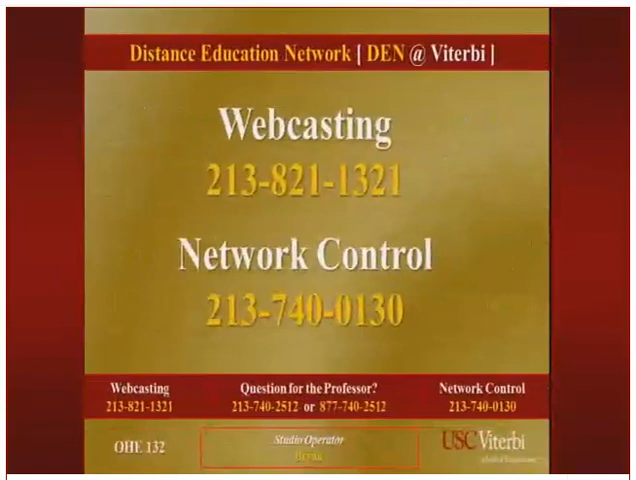 Distance Education Network [ DEN @ Viterbi ]
Webcasting
213-821-1321
Network Control
213-740-0130
Webcasting Question for the Professor? Network Control
213-821-1321 213-740-2512 or 877-740-2512 213-740-0130
OHE 132
Studio Operator
USC Viterbi